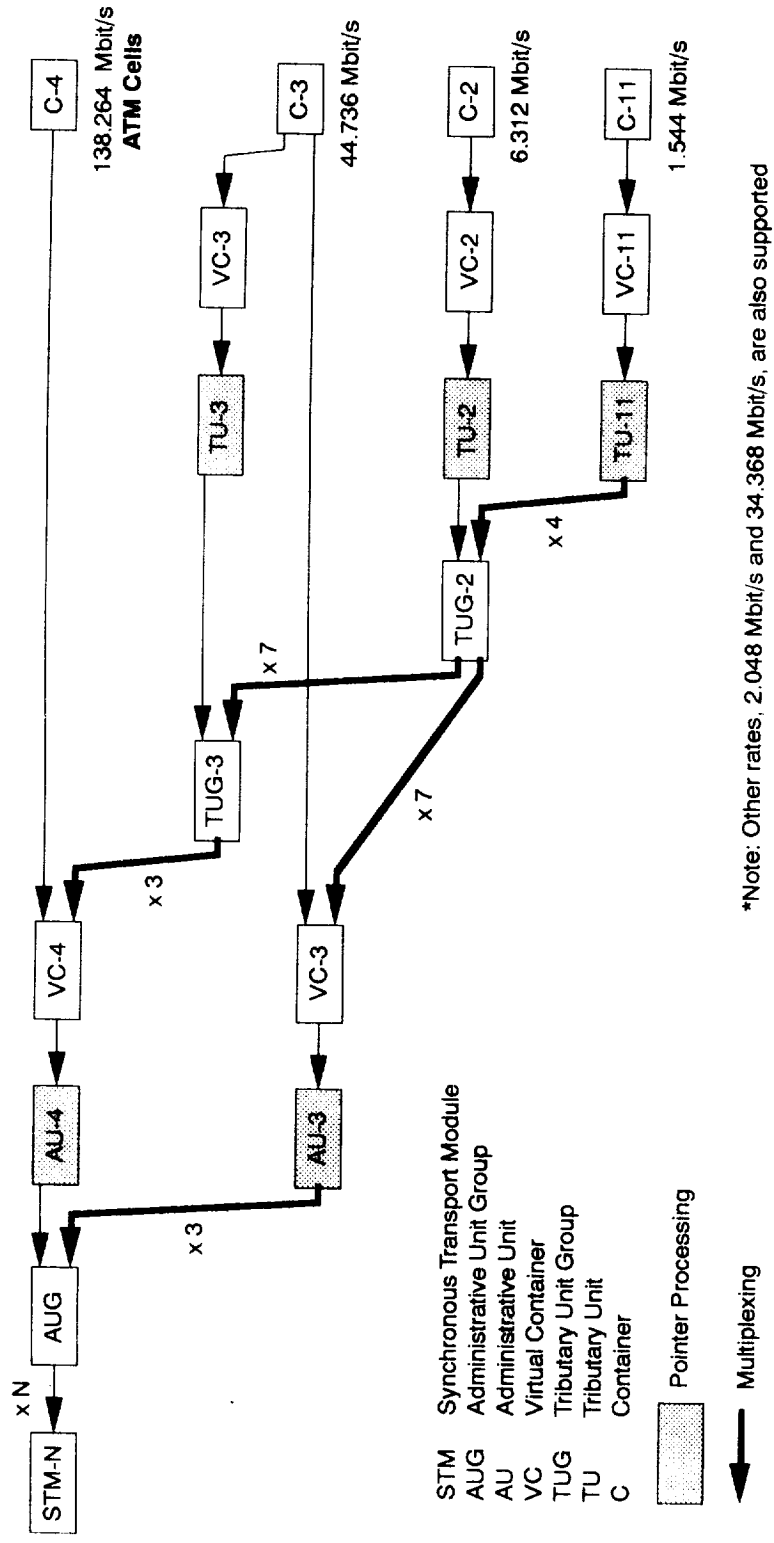 STM-N
x N
AUG
AU-4
VC-4
C-4
138.264 Mbit/s
ATM Cells
x 3
x 3
TUG-3
TU-3
VC-3
x 7
AU-3
VC-3
C-3
44.736 Mbit/s
x 7
TUG-2
TU-2
VC-2
C-2
6.312 Mbit/s
x 4
TU-11
VC-11
C-11
1.544 Mbit/s
STM Synchronous Transport Module
AUG Administrative Unit Group
AU Administrative Unit
VC Virtual Container
TUG Tributary Unit Group
TU Tributary Unit
C Container
Pointer Processing
Multiplexing
*Note: Other rates, 2.048 Mbit/s and 34.368 Mbit/s, are also supported